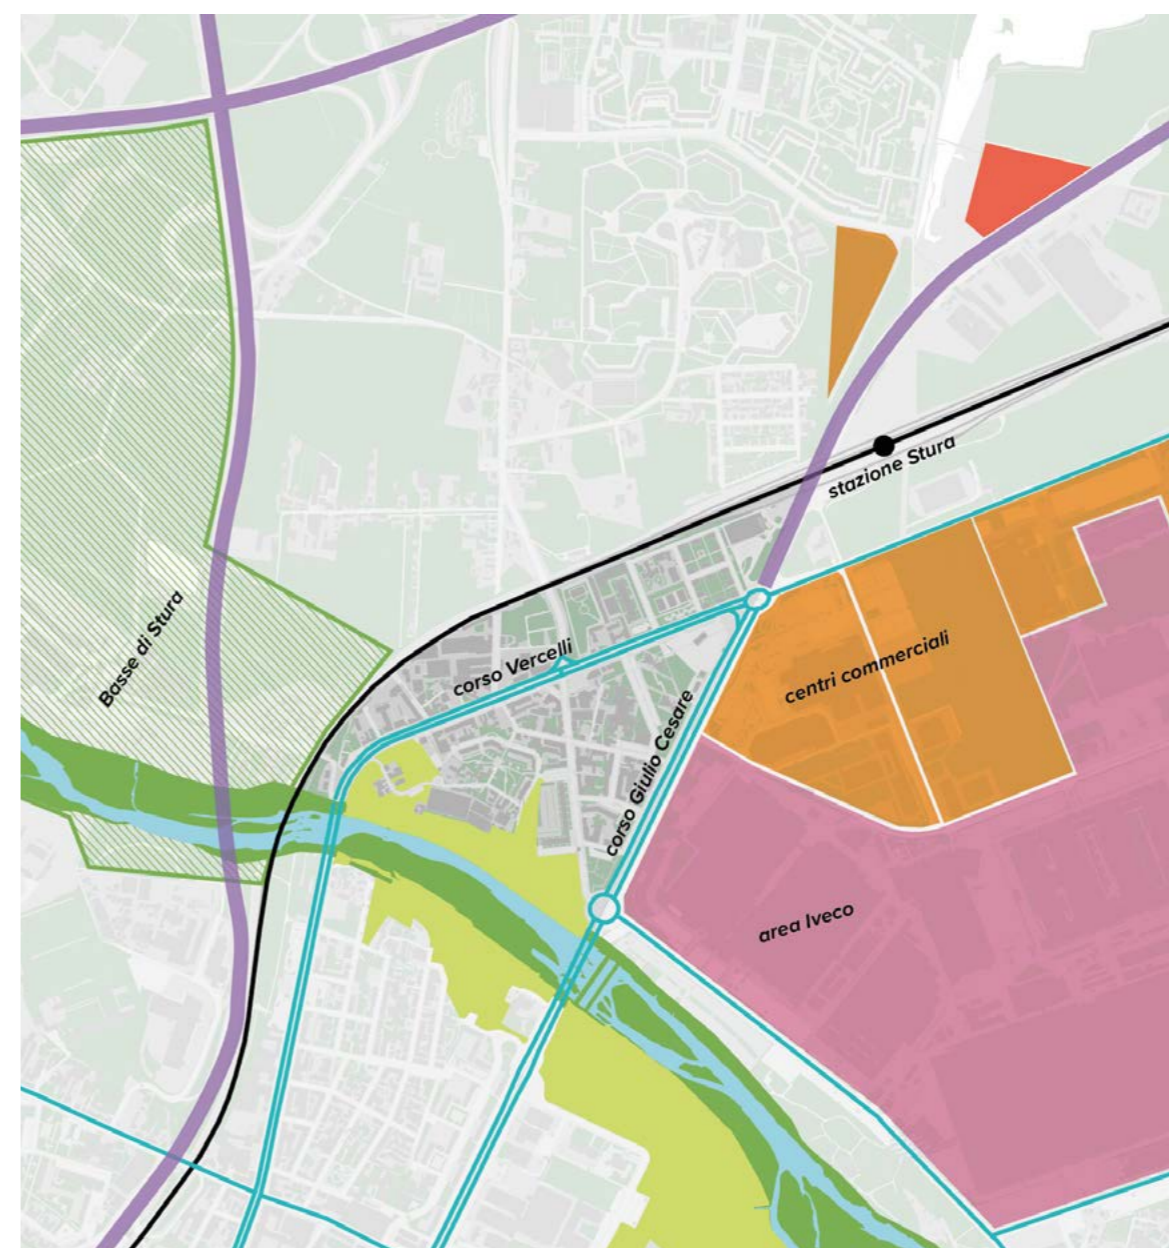 stazione Stura
Basse di Stura
corso Vercelli
centri commerciali
corso Giulio Cesare
area Iveco